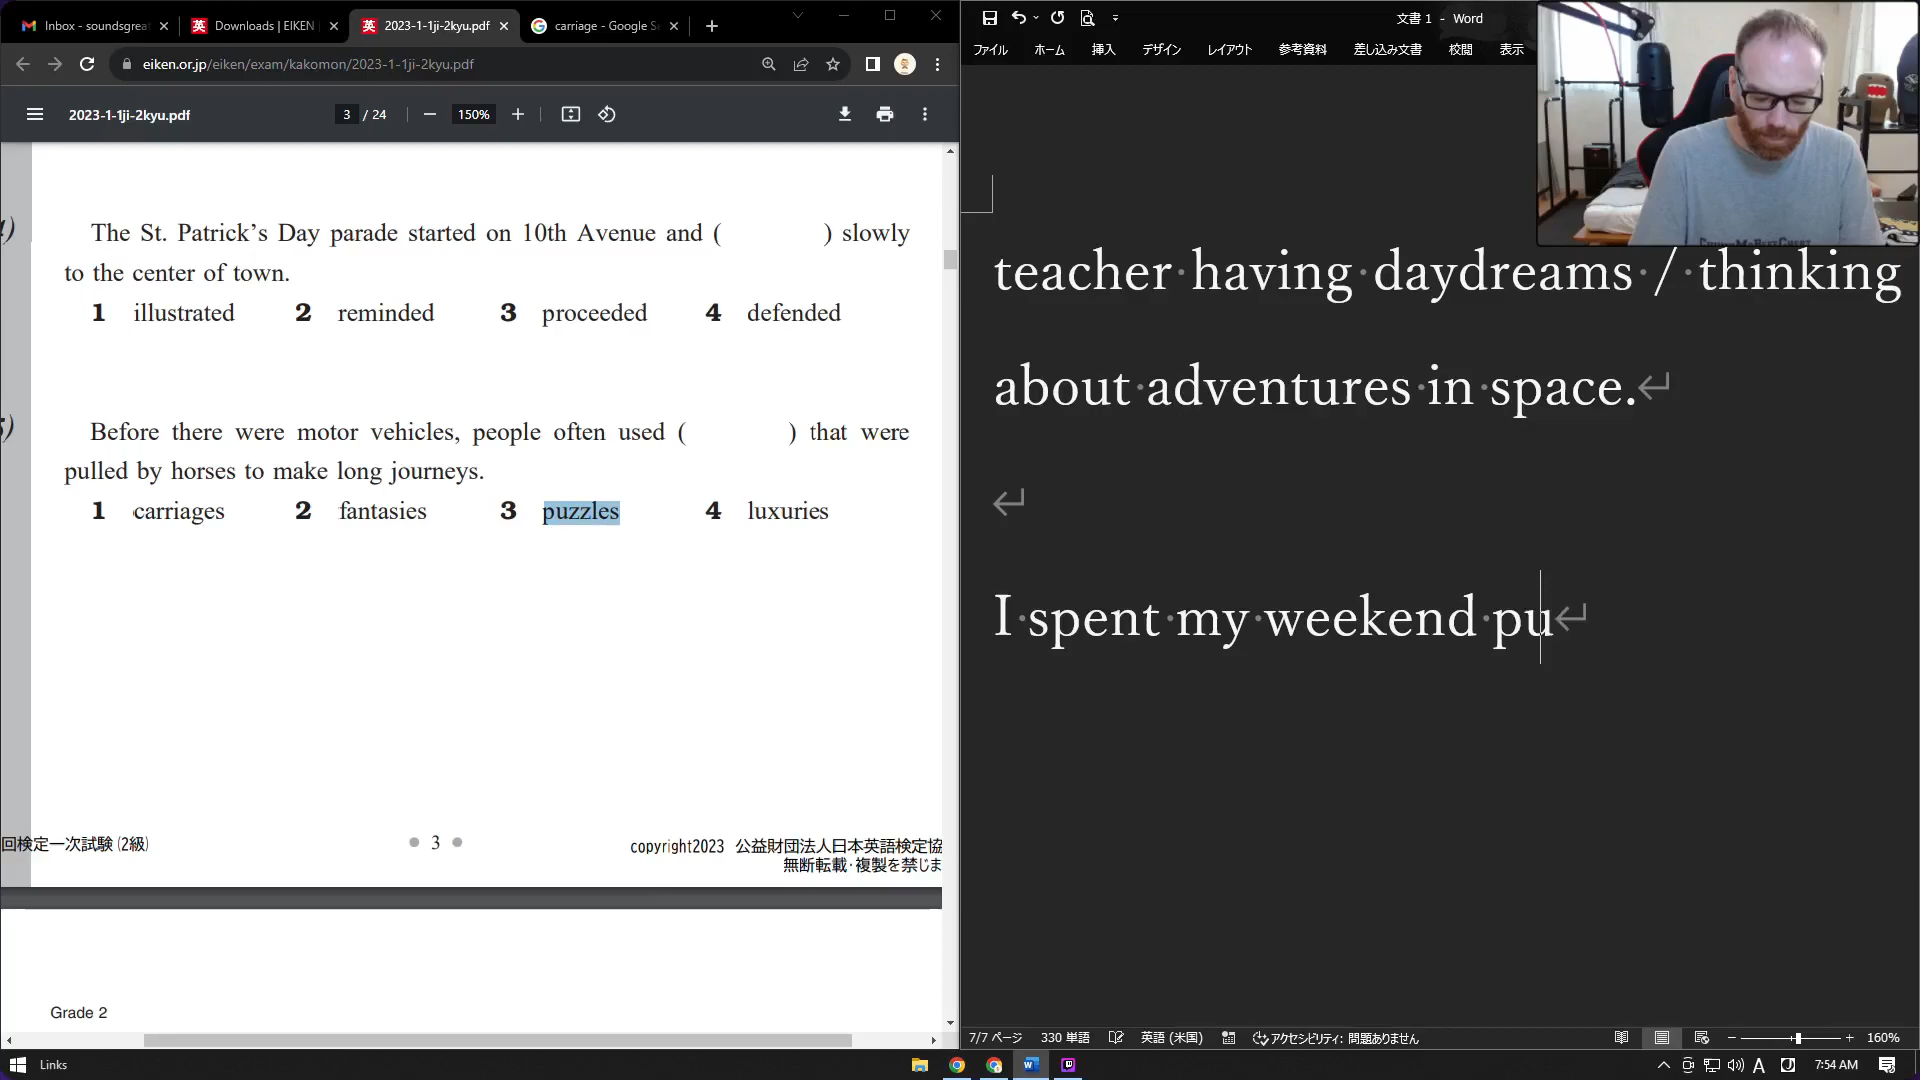 Inbox - soundsgrea
Downloads | EIKEN
2023-1-1ji-2kyu.pdf
carriage - Google Se
文書 1 - Word
ファイル ホーム 挿入 デザイン レイアウト 参考資料 差し込み文書 校閲 表示
eiken.or.jp/eiken/exam/kakomon/2023-1-1ji-2kyu.pdf
2023-1-1ji-2kyu.pdf
3 / 24
150%
The St. Patrick's Day parade started on 10th Avenue and ( ) slowly
to the center of town.
1 illustrated 2 reminded 3 proceeded 4 defended
Before there were motor vehicles, people often used ( ) that were
pulled by horses to make long journeys.
1 carriages 2 fantasies 3 puzzles 4 luxuries
回検定一次試験 (2級)
3
copyright2023 公益財団法人日本英語検定協
無断転載・複製を禁じま
Grade 2
teacher having daydreams / thinking
about adventures in space.
I spent my weekend pu
7/7 ページ 330 単語 英語 (米国) アクセシビリティ: 問題ありません 160%
Links
A
7:54 AM